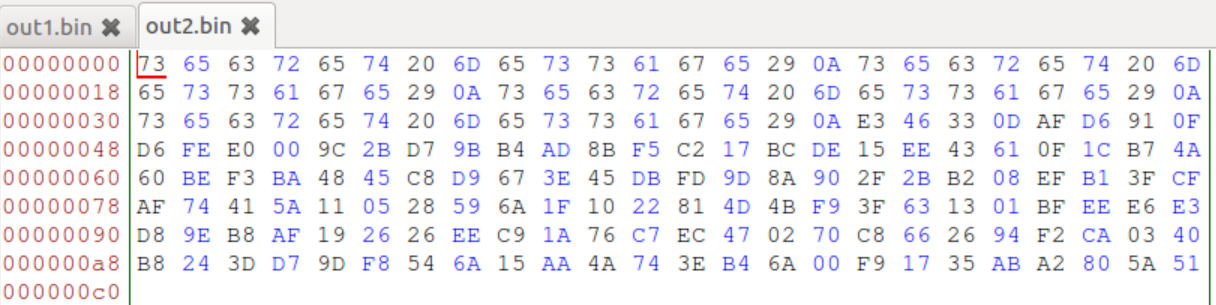 out1.bin ✖ out2.bin ✖
00000000 73 65 63 72 65 74 20 6D 65 73 73 61 67 65 29 0A 73 65 63 72 65 74 20 6D
00000018 65 73 73 61 67 65 29 0A 73 65 63 72 65 74 20 6D 65 73 73 61 67 65 29 0A
00000030 73 65 63 72 65 74 20 6D 65 73 73 61 67 65 29 0A E3 46 33 0D AF D6 91 0F
00000048 D6 FE E0 00 9C 2B D7 9B B4 AD 8B F5 C2 17 BC DE 15 EE 43 61 0F 1C B7 4A
00000060 60 BE F3 BA 48 45 C8 D9 67 3E 45 DB FD 9D 8A 90 2F 2B B2 08 EF B1 3F CF
00000078 AF 74 41 5A 11 05 28 59 6A 1F 10 22 81 4D 4B F9 3F 63 13 01 BF EE E6 E3
00000090 D8 9E B8 AF 19 26 26 EE C9 1A 76 C7 EC 47 02 70 C8 66 26 94 F2 CA 03 40
000000a8 B8 24 3D D7 9D F8 54 6A 15 AA 4A 74 3E B4 6A 00 F9 17 35 AB A2 80 5A 51
000000c0